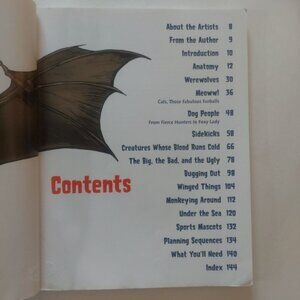 About the Artists 8
From the Author 9
Introduction 10
Anatomy 12
Werewolves 30
Meoww! 36
Cats, Those Fabulous Furballs
Dog People 48
From Fierce Hunters to Foxy Lady
Sidekicks 58
Creatures Whose Blood Runs Cold 66
The Big, the Bad, and the Ugly 78
Bugging Out 98
Winged Things 104
Contents
Monkeying Around 112
Under the Sea 120
Sports Mascots 132
Planning Sequences 134
What You'll Need 140
Index 144